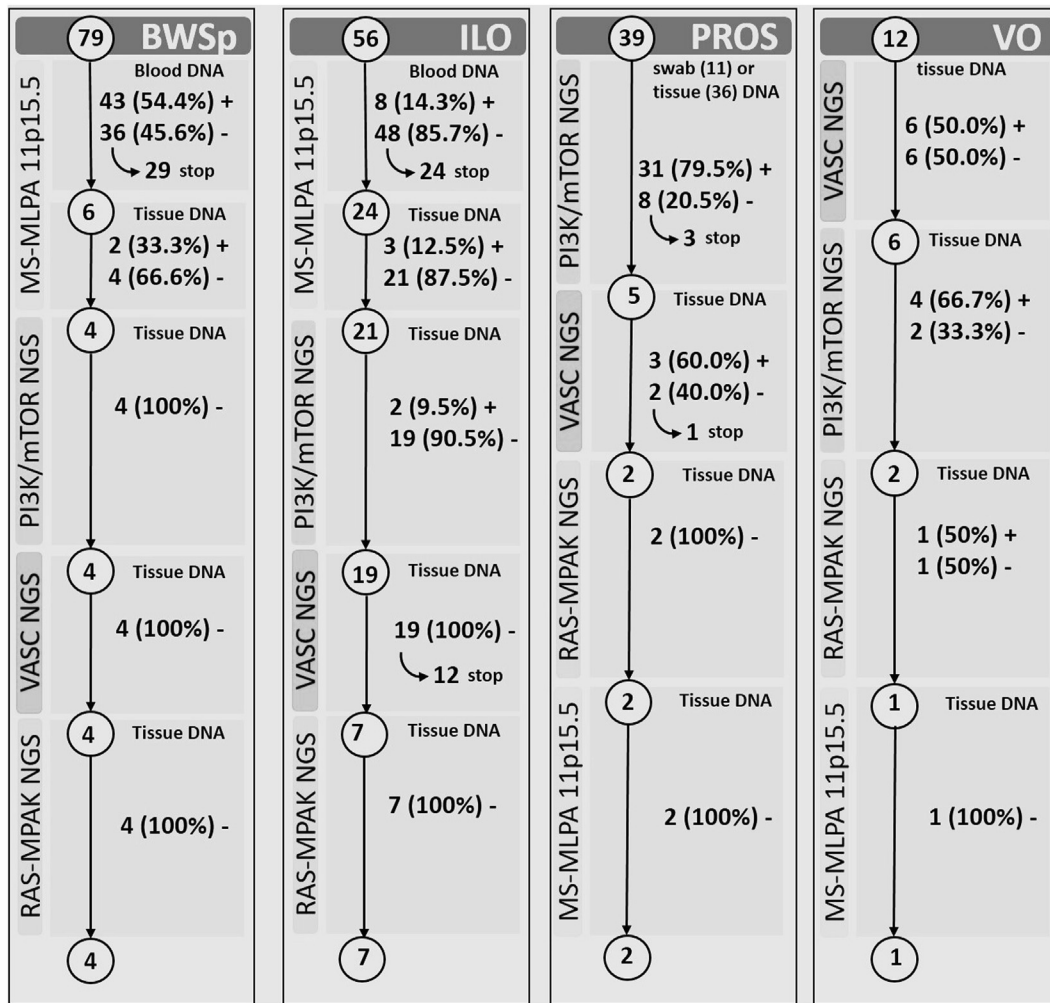 79 BWSp
MS-MLPA 11p15.5
Blood DNA
43 (54.4%) +
36 (45.6%) -
29 stop
6
Tissue DNA
2 (33.3%) +
4 (66.6%) -
PI3K/mTOR NGS
4
Tissue DNA
4 (100%) -
VASC NGS
4
Tissue DNA
4 (100%) -
RAS-MPAK NGS
4
Tissue DNA
4 (100%) -
4
56 ILO
MS-MLPA 11p15.5
Blood DNA
8 (14.3%) +
48 (85.7%) -
24 stop
24
Tissue DNA
3 (12.5%) +
21 (87.5%) -
PI3K/mTOR NGS
21
Tissue DNA
2 (9.5%) +
19 (90.5%) -
VASC NGS
19
Tissue DNA
19 (100%) -
12 stop
RAS-MPAK NGS
7
Tissue DNA
7 (100%) -
7
39 PROS
PI3K/mTOR NGS
swab (11) or
tissue (36) DNA
31 (79.5%) +
8 (20.5%) -
3 stop
VASC NGS
5
Tissue DNA
3 (60.0%) +
2 (40.0%) -
1 stop
RAS-MPAK NGS
2
Tissue DNA
2 (100%) -
MS-MLPA 11p15.5
2
Tissue DNA
2 (100%) -
2
12 VO
VASC NGS
tissue DNA
6 (50.0%) +
6 (50.0%) -
PI3K/mTOR NGS
6
Tissue DNA
4 (66.7%) +
2 (33.3%) -
RAS-MPAK NGS
2
Tissue DNA
1 (50%) +
1 (50%) -
MS-MLPA 11p15.5
1
Tissue DNA
1 (100%) -
1